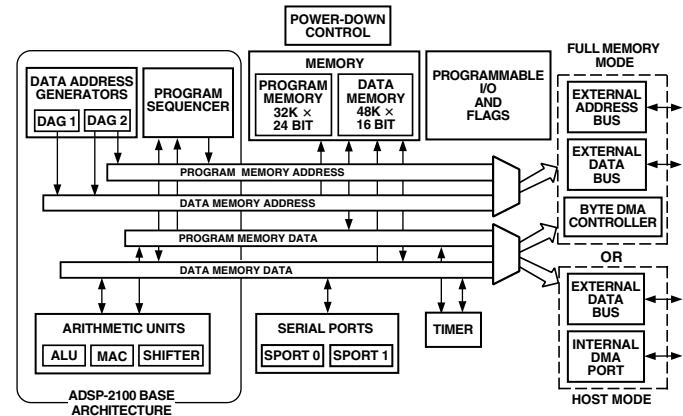 POWER-DOWN
CONTROL
FULL MEMORY
MODE
DATA ADDRESS
GENERATORS
DAG 1
DAG 2
PROGRAM
SEQUENCER
MEMORY
PROGRAM
MEMORY
32K ×
24 BIT
DATA
MEMORY
48K ×
16 BIT
PROGRAMMABLE
I/O
AND
FLAGS
EXTERNAL
ADDRESS
BUS
EXTERNAL
DATA
BUS
BYTE DMA
CONTROLLER
PROGRAM MEMORY ADDRESS
DATA MEMORY ADDRESS
PROGRAM MEMORY DATA
DATA MEMORY DATA
OR
EXTERNAL
DATA
BUS
INTERNAL
DMA
PORT
HOST MODE
ARITHMETIC UNITS
ALU
MAC
SHIFTER
SERIAL PORTS
SPORT 0
SPORT 1
TIMER
ADSP-2100 BASE
ARCHITECTURE